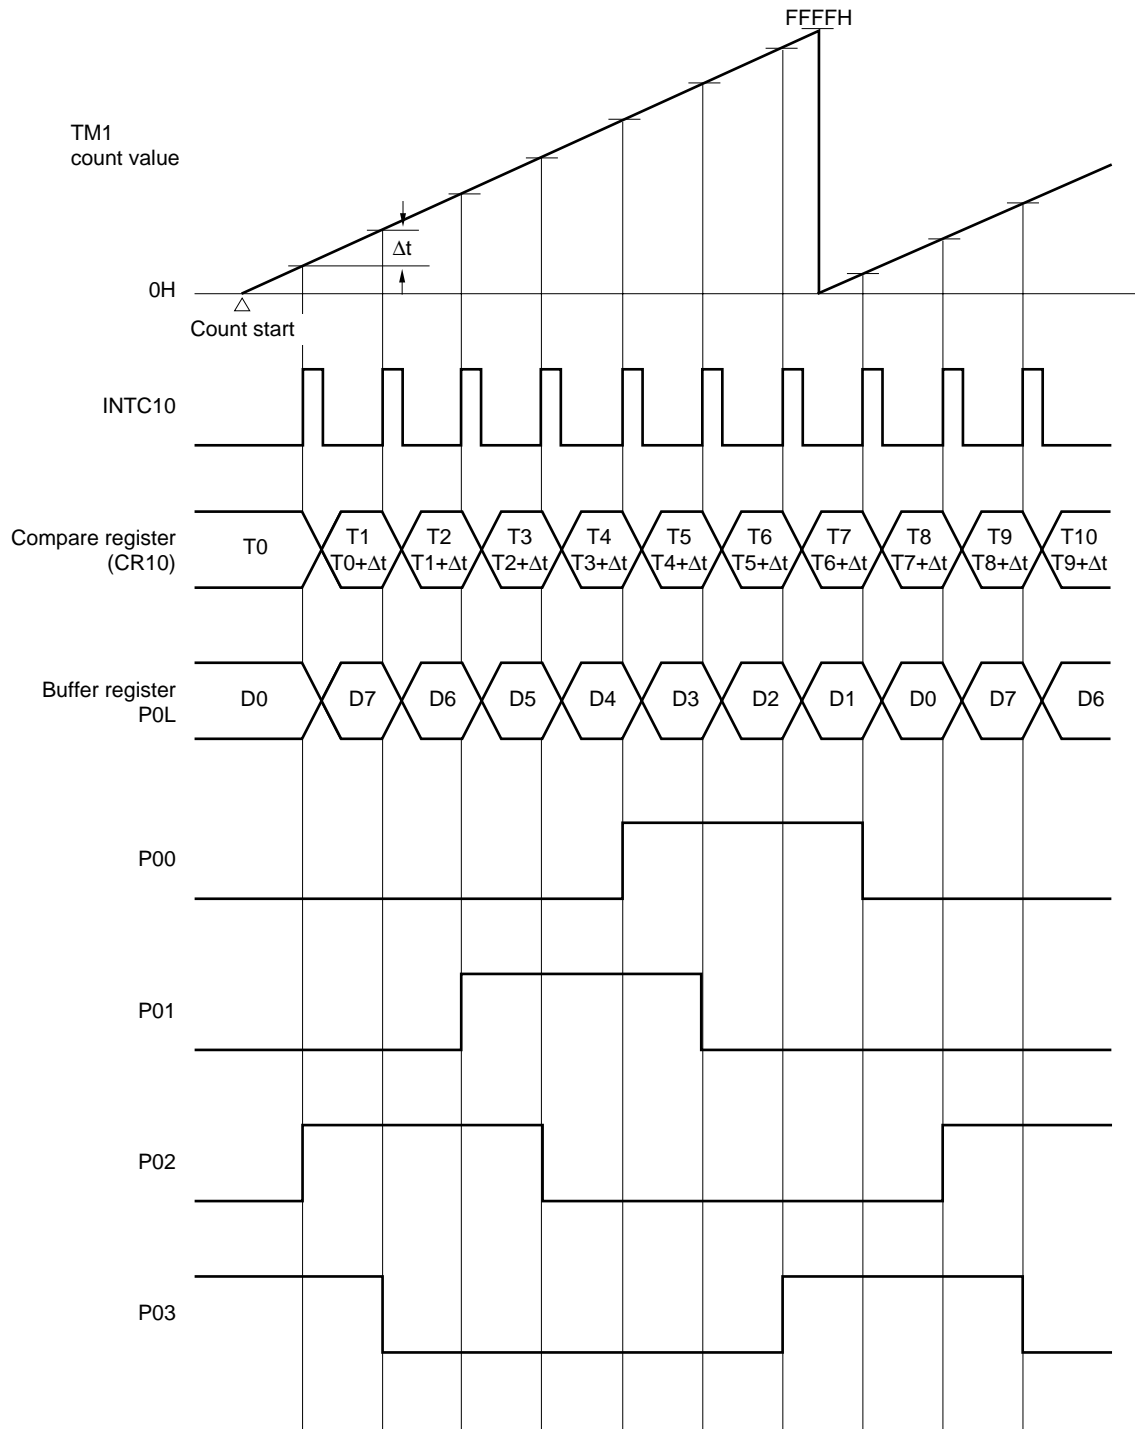 FFFFH
TM1
count value
Δt
0H
Count start
INTC10
Compare register
(CR10)
T0
T1
T0+Δt
T2
T1+Δt
T3
T2+Δt
T4
T3+Δt
T5
T4+Δt
T6
T5+Δt
T7
T6+Δt
T8
T7+Δt
T9
T8+Δt
T10
T9+Δt
Buffer register
P0L
D0 D7 D6 D5 D4 D3 D2 D1 D0 D7 D6
P00
P01
P02
P03